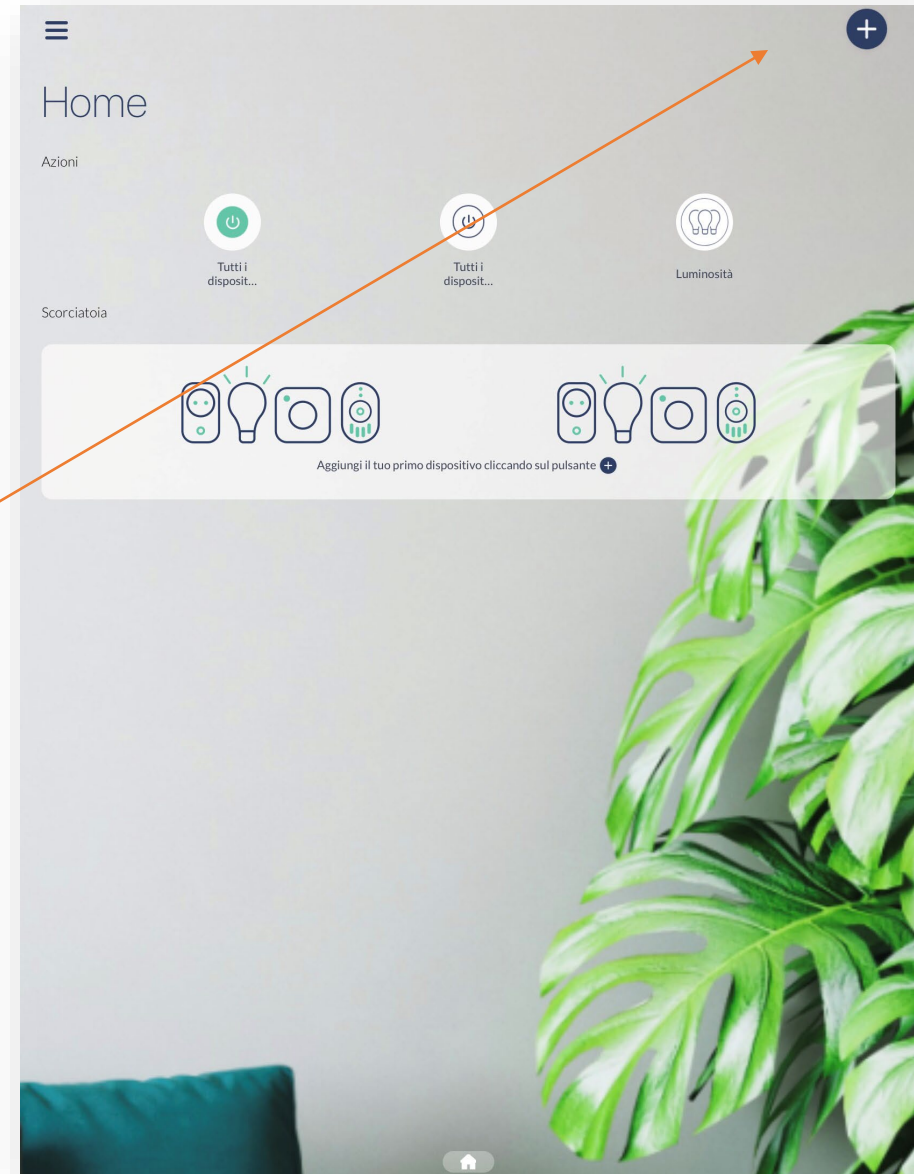 Home
Azioni
Tutti i
disposit...
Tutti i
disposit...
Luminosità
Scorciatoia
Aggiungi il tuo primo dispositivo cliccando sul pulsante